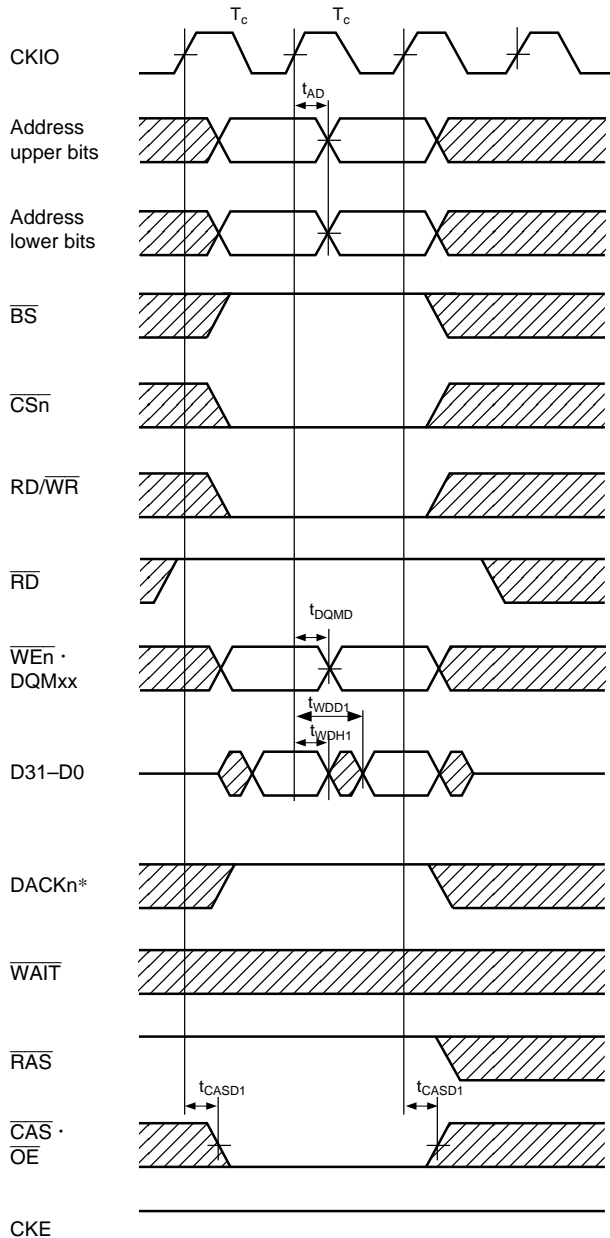 Tc Tc
CKIO
tAD
Address
upper bits
Address
lower bits
BS
CSn
RD/WR
RD
tDQMD
WEn ·
DQMxx
tWDD1
tWDH1
D31–D0
DACKn*
WAIT
RAS
tCASD1 tCASD1
CAS ·
OE
CKE